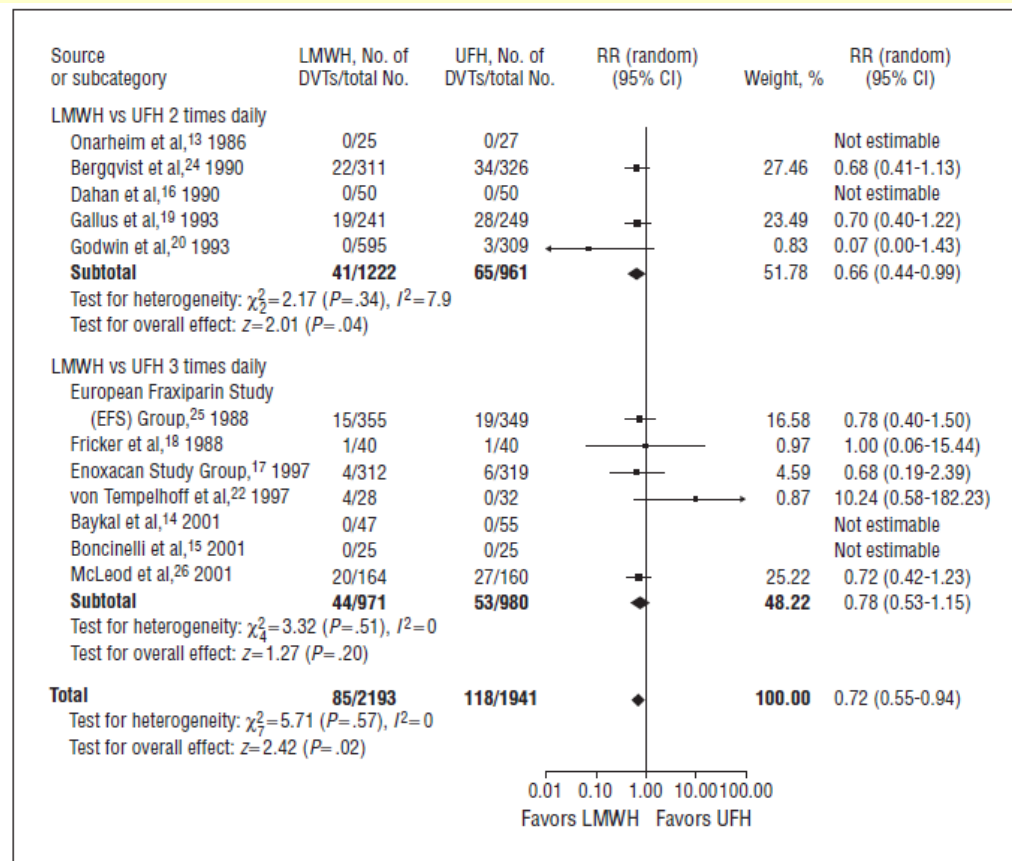 Source or subcategory LMWH, No. of DVTs/total No. UFH, No. of DVTs/total No. RR (random) (95% CI) Weight, % RR (random) (95% CI)
LMWH vs UFH 2 times daily
Onarheim et al,13 1986 0/25 0/27 Not estimable
Bergqvist et al,24 1990 22/311 34/326 27.46 0.68 (0.41-1.13)
Dahan et al,16 1990 0/50 0/50 Not estimable
Gallus et al,19 1993 19/241 28/249 23.49 0.70 (0.40-1.22)
Godwin et al,20 1993 0/595 3/309 0.83 0.07 (0.00-1.43)
Subtotal 41/1222 65/961 51.78 0.66 (0.44-0.99)
Test for heterogeneity: χ²₂=2.17 (P=.34), I²=7.9
Test for overall effect: z=2.01 (P=.04)
LMWH vs UFH 3 times daily
European Fraxiparin Study
(EFS) Group,25 1988 15/355 19/349 16.58 0.78 (0.40-1.50)
Fricker et al,18 1988 1/40 1/40 0.97 1.00 (0.06-15.44)
Enoxacan Study Group,17 1997 4/312 6/319 4.59 0.68 (0.19-2.39)
von Tempelhoff et al,22 1997 4/28 0/32 0.87 10.24 (0.58-182.23)
Baykal et al,14 2001 0/47 0/55 Not estimable
Boncinelli et al,15 2001 0/25 0/25 Not estimable
McLeod et al,26 2001 20/164 27/160 25.22 0.72 (0.42-1.23)
Subtotal 44/971 53/980 48.22 0.78 (0.53-1.15)
Test for heterogeneity: χ²₄=3.32 (P=.51), I²=0
Test for overall effect: z=1.27 (P=.20)
Total 85/2193 118/1941 100.00 0.72 (0.55-0.94)
Test for heterogeneity: χ²₇=5.71 (P=.57), I²=0
Test for overall effect: z=2.42 (P=.02)
0.01 0.10 1.00 10.00 100.00
Favors LMWH Favors UFH